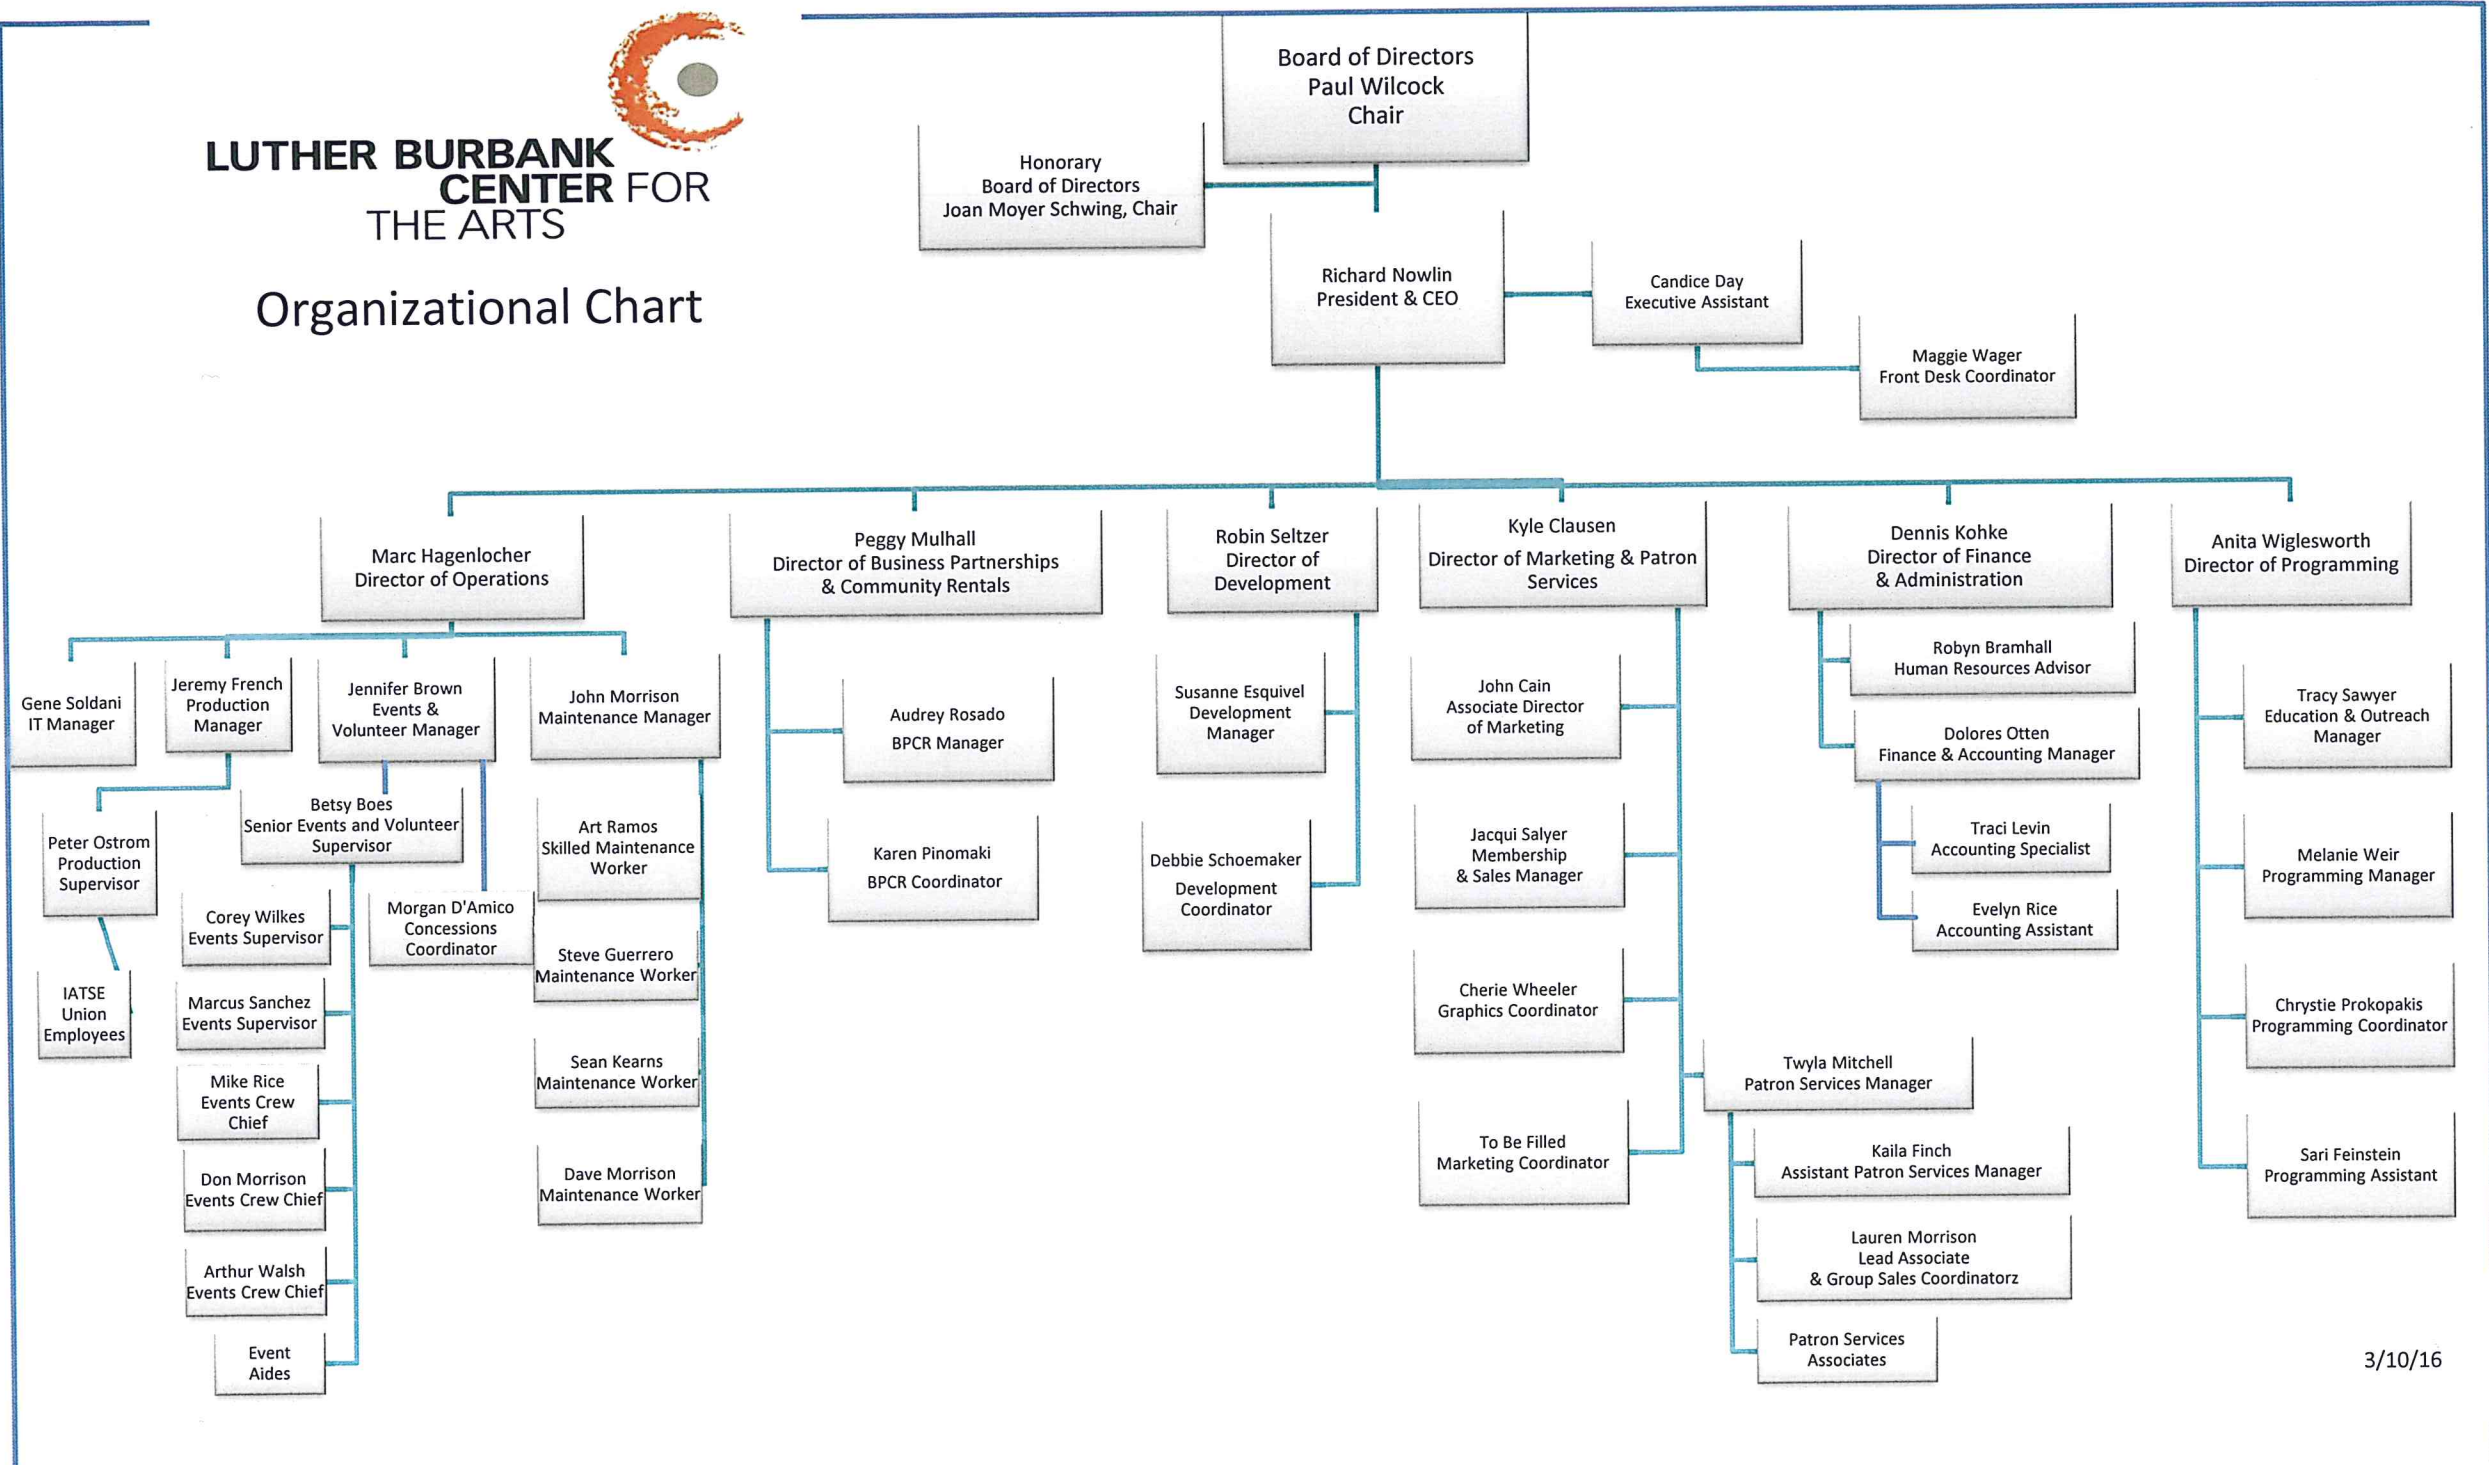 LUTHER BURBANK
CENTER FOR
THE ARTS
Organizational Chart
Board of Directors
Paul Wilcock
Chair
Honorary
Board of Directors
Joan Moyer Schwing, Chair
Richard Nowlin
President & CEO
Candice Day
Executive Assistant
Maggie Wager
Front Desk Coordinator
Marc Hagenlocher
Director of Operations
Peggy Mulhall
Director of Business Partnerships
& Community Rentals
Robin Seltzer
Director of
Development
Kyle Clausen
Director of Marketing & Patron
Services
Dennis Kohke
Director of Finance
& Administration
Anita Wiglesworth
Director of Programming
Gene Soldani
IT Manager
Jeremy French
Production
Manager
Jennifer Brown
Events &
Volunteer Manager
John Morrison
Maintenance Manager
Peter Ostrom
Production
Supervisor
IATSE
Union
Employees
Betsy Boes
Senior Events and Volunteer
Supervisor
Corey Wilkes
Events Supervisor
Marcus Sanchez
Events Supervisor
Mike Rice
Events Crew
Chief
Don Morrison
Events Crew Chief
Arthur Walsh
Events Crew Chief
Event
Aides
Morgan D'Amico
Concessions
Coordinator
Art Ramos
Skilled Maintenance
Worker
Steve Guerrero
Maintenance Worker
Sean Kearns
Maintenance Worker
Dave Morrison
Maintenance Worker
Audrey Rosado
BPCR Manager
Karen Pinomaki
BPCR Coordinator
Susanne Esquivel
Development
Manager
Debbie Schoemaker
Development
Coordinator
John Cain
Associate Director
of Marketing
Jacqui Salyer
Membership
& Sales Manager
Cherie Wheeler
Graphics Coordinator
To Be Filled
Marketing Coordinator
Twyla Mitchell
Patron Services Manager
Kaila Finch
Assistant Patron Services Manager
Lauren Morrison
Lead Associate
& Group Sales Coordinatorz
Patron Services
Associates
Robyn Bramhall
Human Resources Advisor
Dolores Otten
Finance & Accounting Manager
Traci Levin
Accounting Specialist
Evelyn Rice
Accounting Assistant
Tracy Sawyer
Education & Outreach
Manager
Melanie Weir
Programming Manager
Chrystie Prokopakis
Programming Coordinator
Sari Feinstein
Programming Assistant
3/10/16